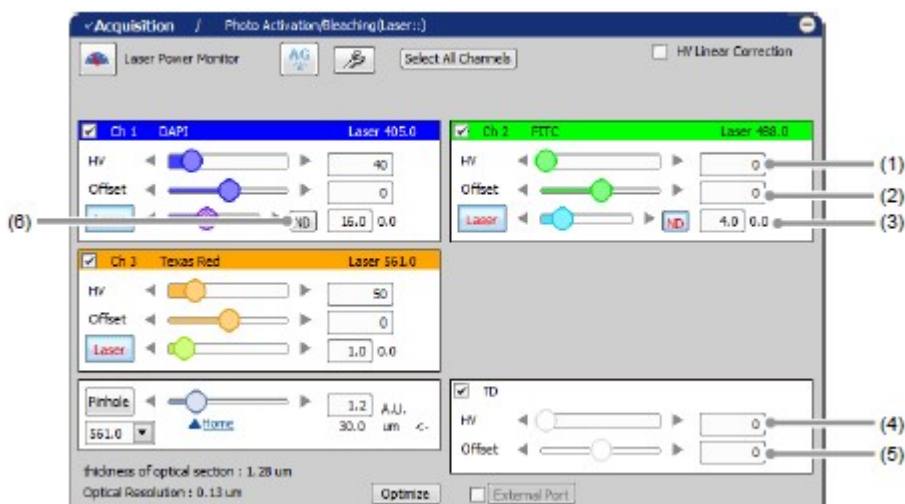 Acquisition / Photo Activation/Bleaching(Laser::)
Laser Power Monitor Select All Channels HV Linear Correction
Ch 1 DAPI Laser 405.0
HV 40
Offset 0
ND 16.0 0.0
(6)
Ch 2 FITC Laser 488.0
HV 0 (1)
Offset 0 (2)
Laser ND 4.0 0.0 (3)
Ch 3 Texas Red Laser 561.0
HV 50
Offset 0
Laser 1.0 0.0
Pinhole 1.2 A.U.
Home 30.0 um <-
561.0
TD
HV 0 (4)
Offset 0 (5)
thickness of optical section : 1.28 um
Optical Resolution : 0.13 um Optimize External Port